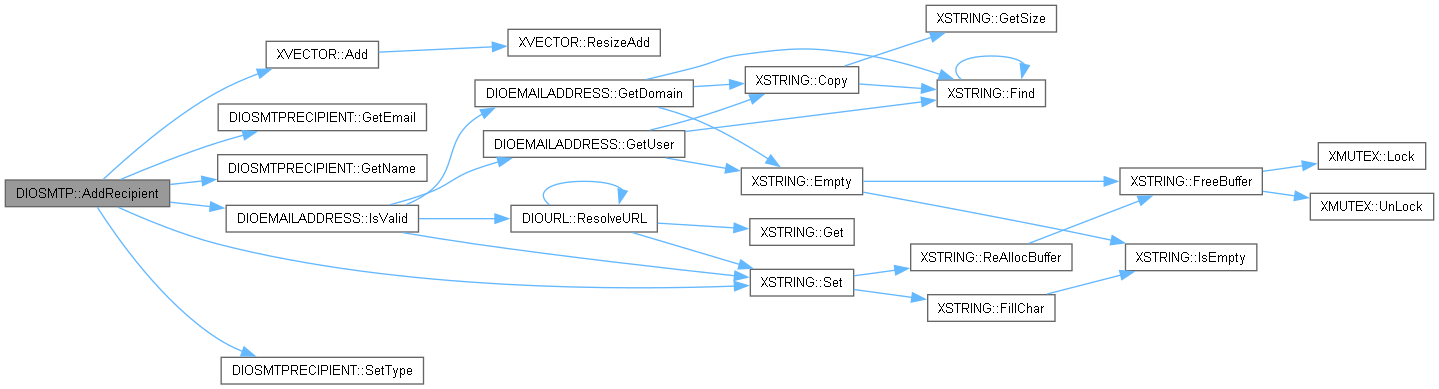 DIOSMTP::AddRecipient
XVECTOR::Add
DIOSMTPRECIPIENT::GetEmail
DIOSMTPRECIPIENT::GetName
DIOEMAILADDRESS::IsValid
DIOSMTPRECIPIENT::SetType
XVECTOR::ResizeAdd
DIOEMAILADDRESS::GetDomain
DIOEMAILADDRESS::GetUser
DIOURL::ResolveURL
XSTRING::Copy
XSTRING::Empty
XSTRING::Get
XSTRING::Set
XSTRING::GetSize
XSTRING::Find
XSTRING::ReAllocBuffer
XSTRING::FillChar
XSTRING::FreeBuffer
XSTRING::IsEmpty
XMUTEX::Lock
XMUTEX::UnLock